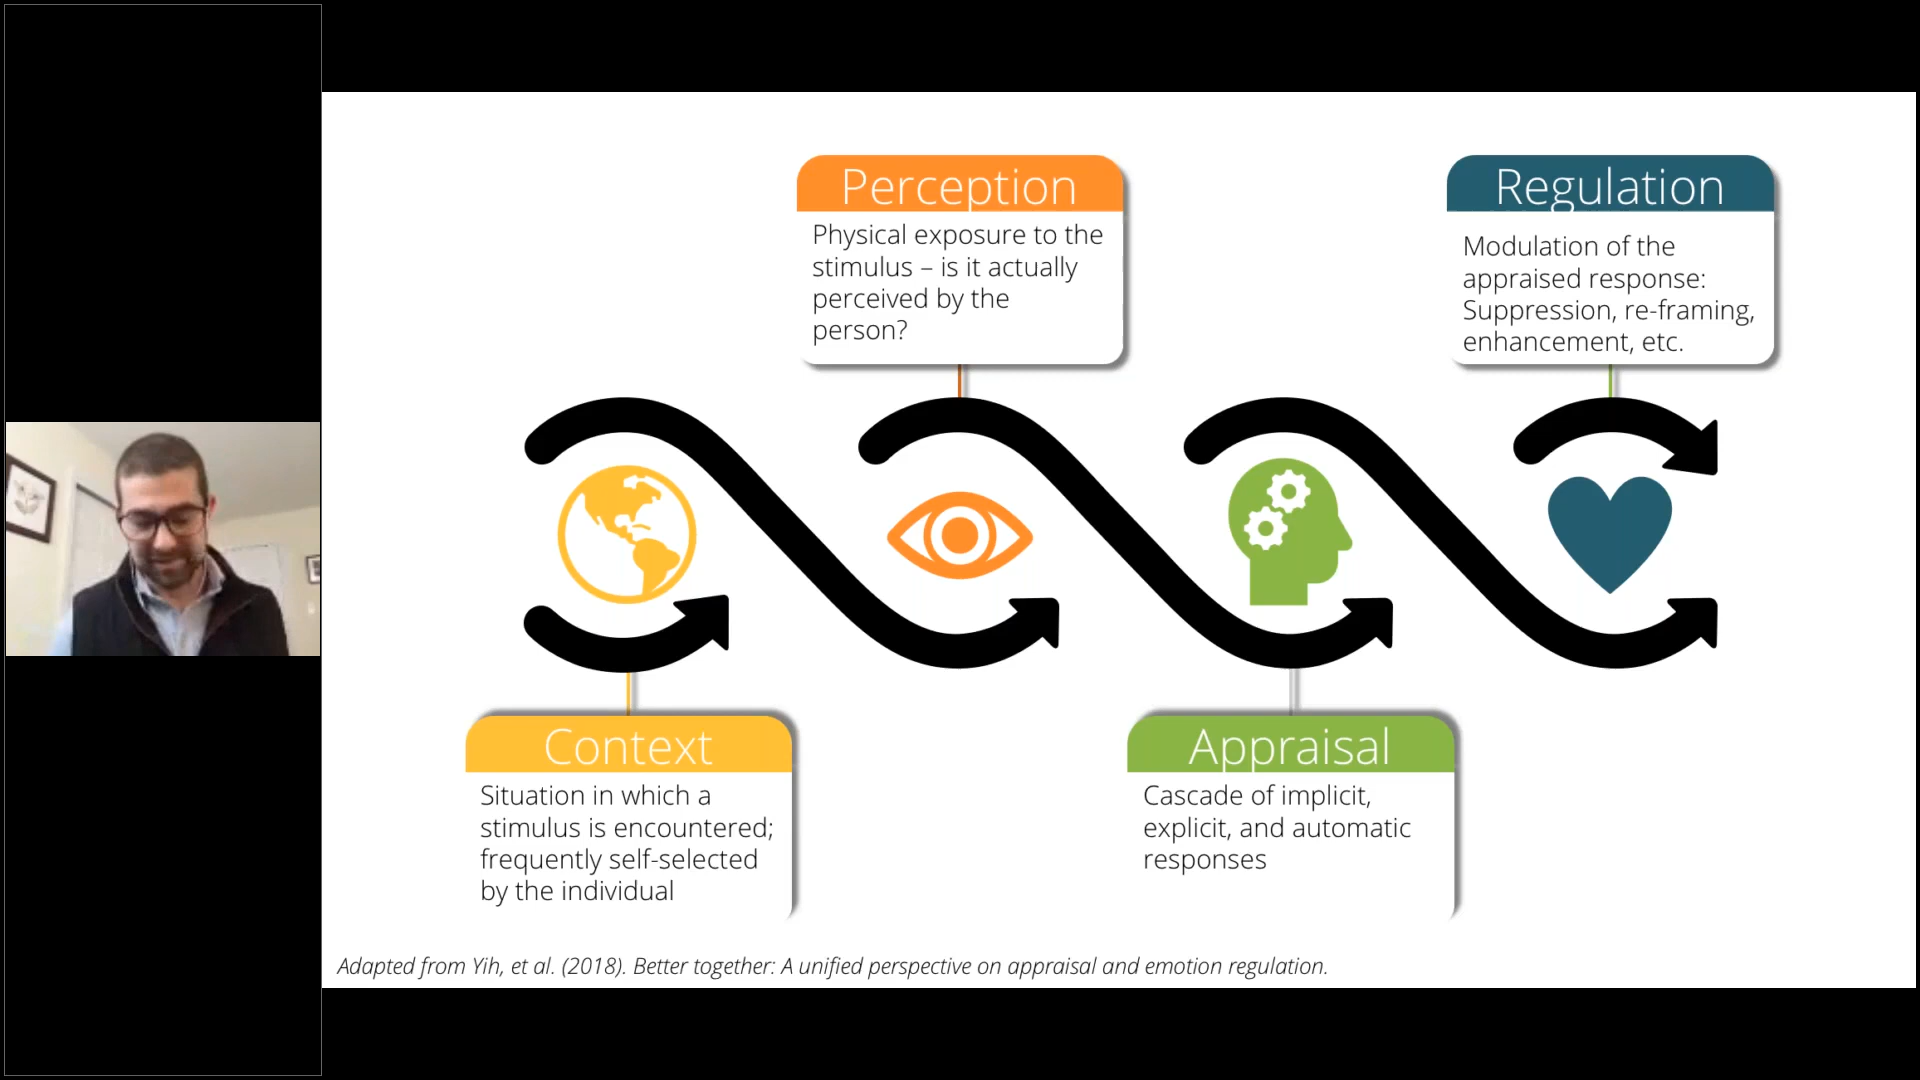 Perception
Physical exposure to the
stimulus – is it actually
perceived by the
person?
Regulation
Modulation of the
appraised response:
Suppression, re-framing,
enhancement, etc.
Context
Situation in which a
stimulus is encountered;
frequently self-selected
by the individual
Appraisal
Cascade of implicit,
explicit, and automatic
responses
Adapted from Yih, et al. (2018). Better together: A unified perspective on appraisal and emotion regulation.